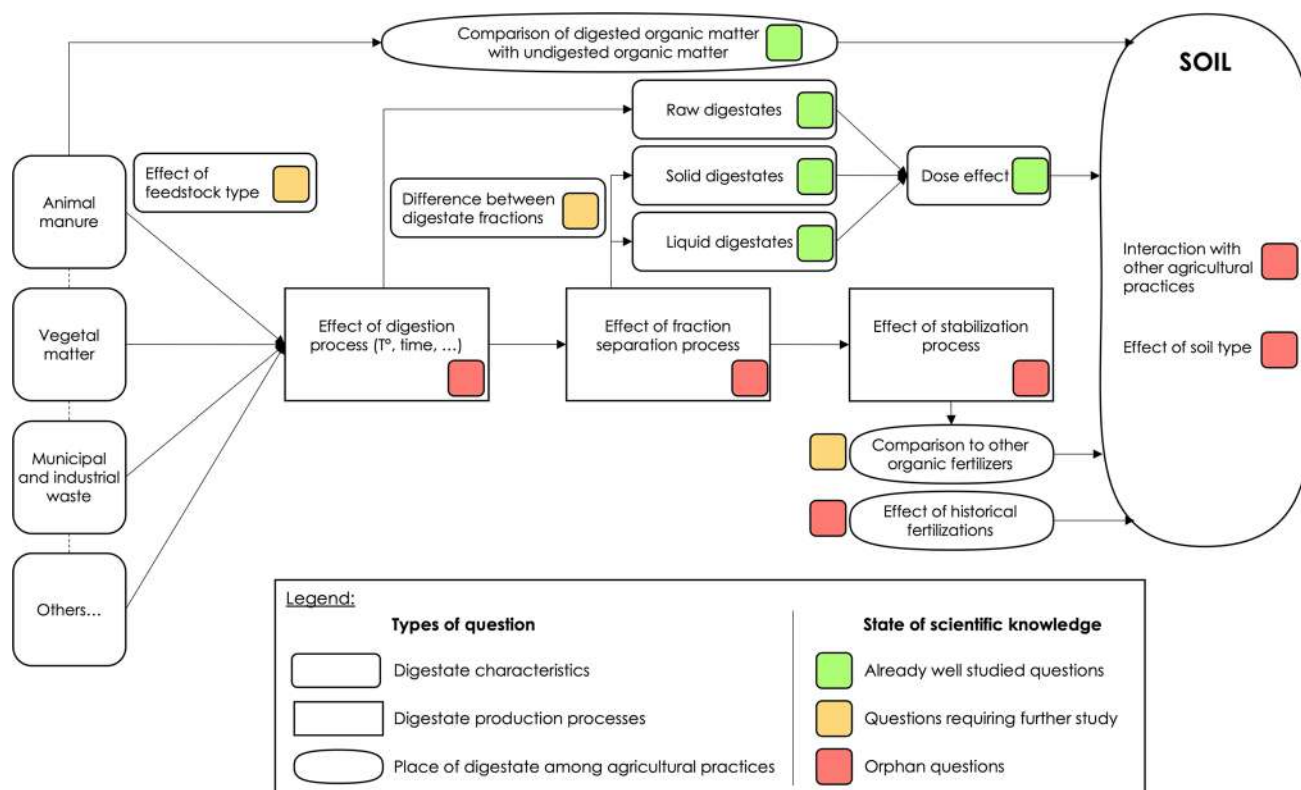 Comparison of digested organic matter
with undigested organic matter
SOIL
Raw digestates
Effect of
feedstock type
Solid digestates
Dose effect
Animal
manure
Difference between
digestate fractions
Liquid digestates
Interaction with
other agricultural
practices
Vegetal
matter
Effect of digestion
process (T°, time, ...)
Effect of fraction
separation process
Effect of stabilization
process
Effect of soil type
Municipal
and industrial
waste
Comparison to other
organic fertilizers
Effect of historical
fertilizations
Others...
Legend:
Types of question
Digestate characteristics
Digestate production processes
Place of digestate among agricultural practices
State of scientific knowledge
Already well studied questions
Questions requiring further study
Orphan questions